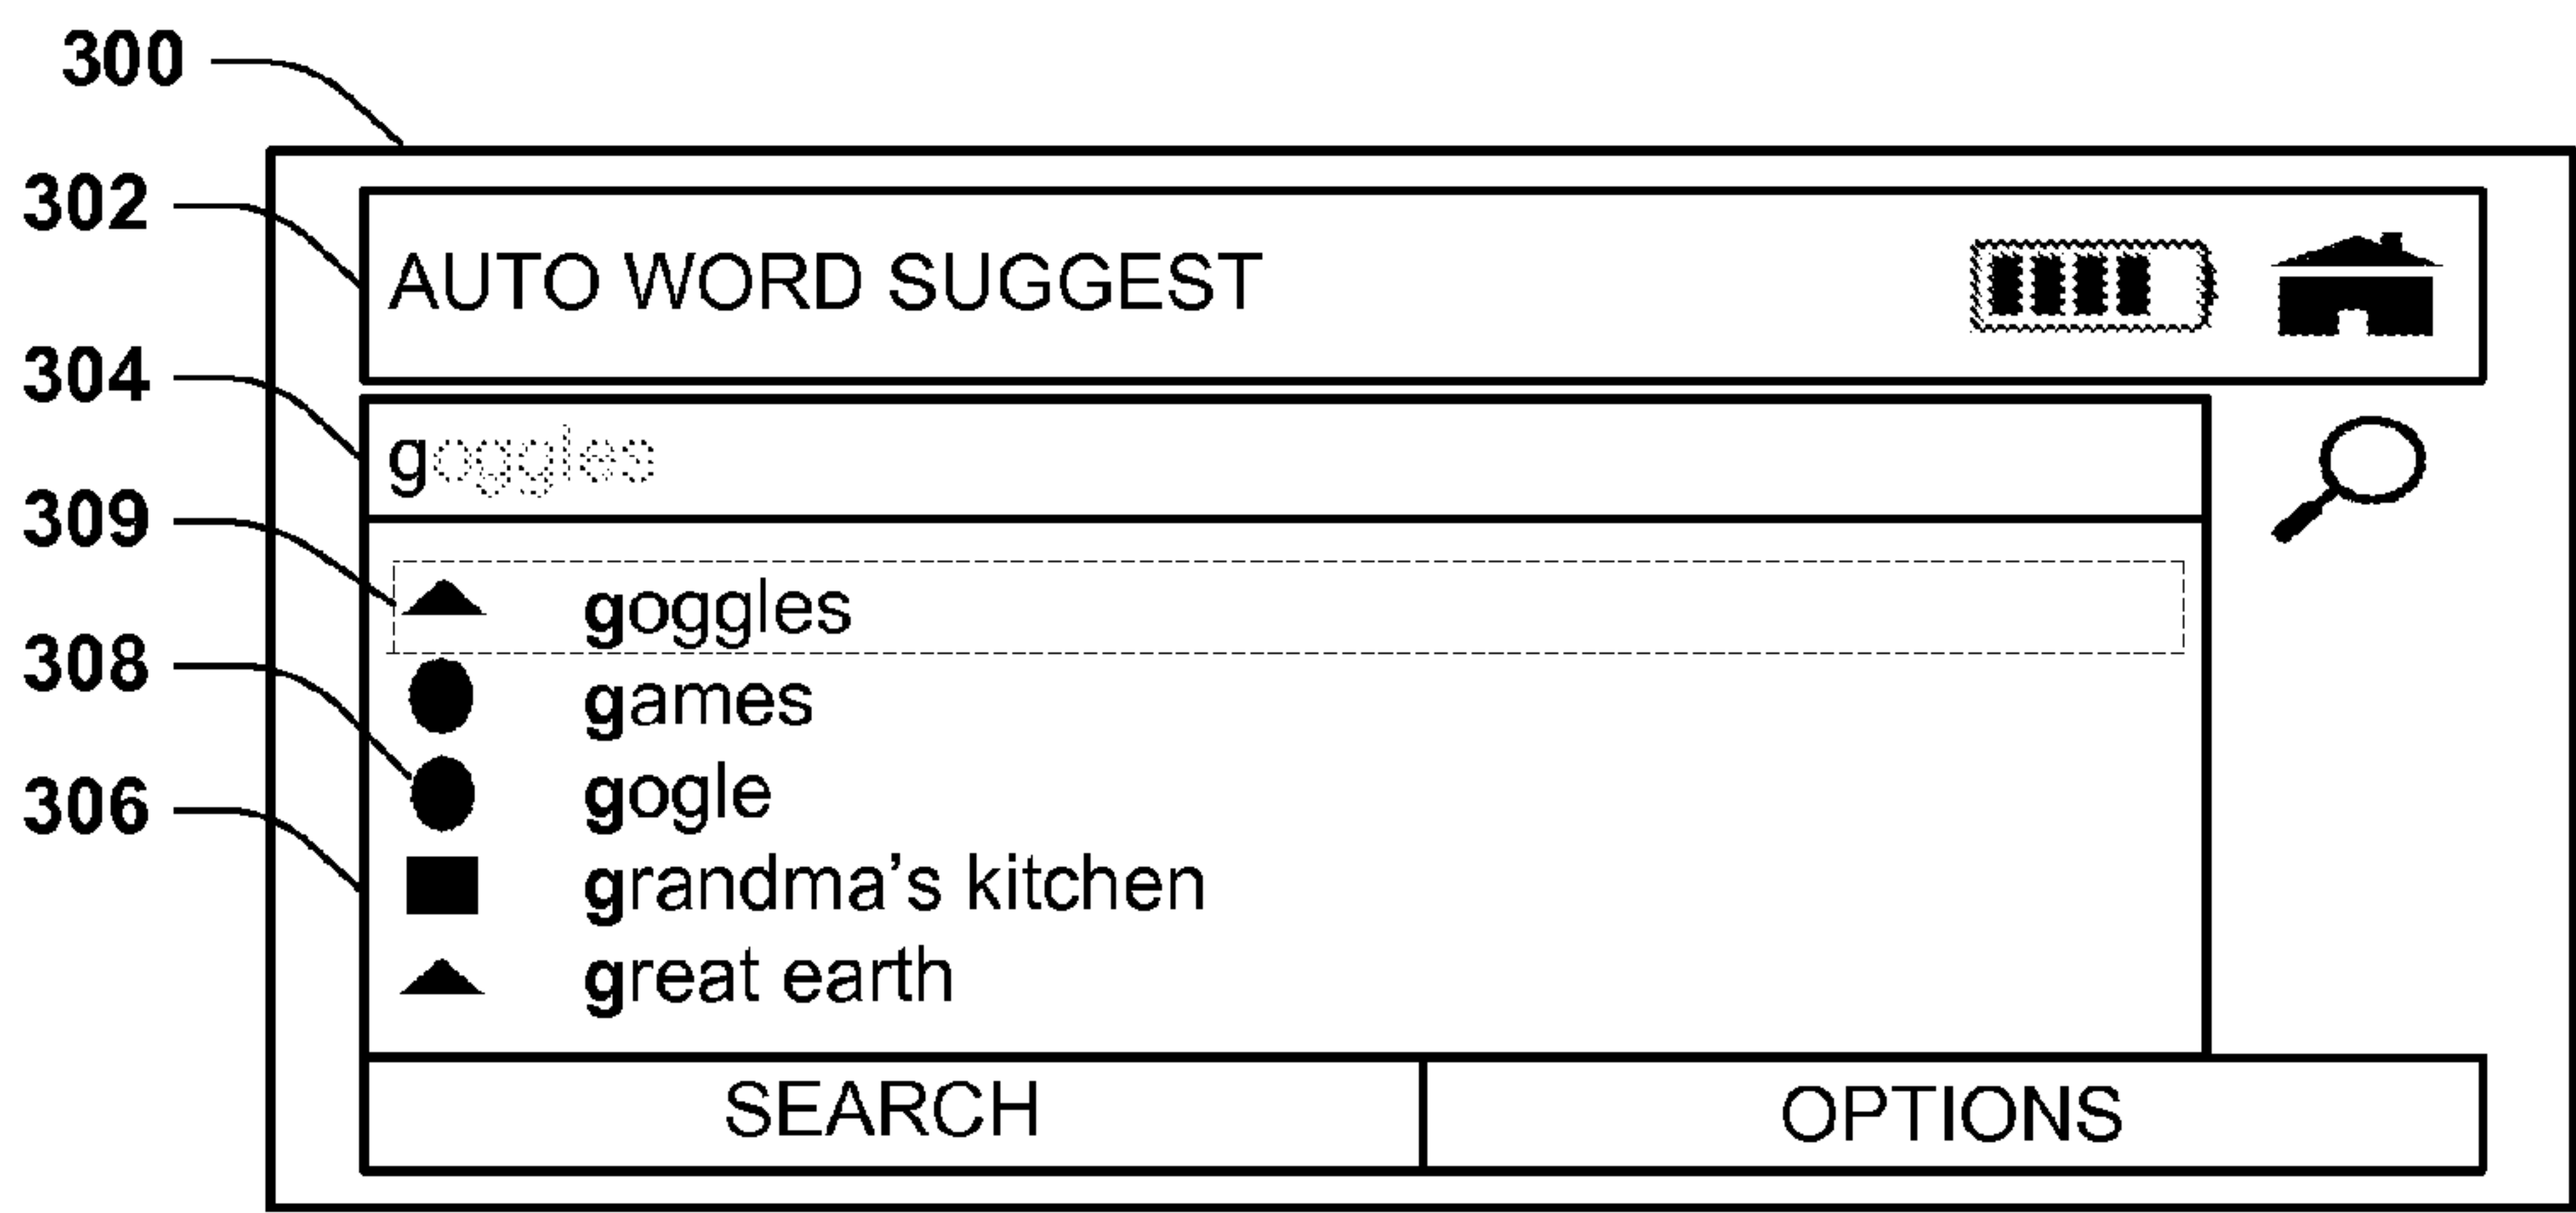 300
302
AUTO WORD SUGGEST
304
goggles
309
goggles
308
games
gogle
306
grandma's kitchen
great earth
SEARCH
OPTIONS